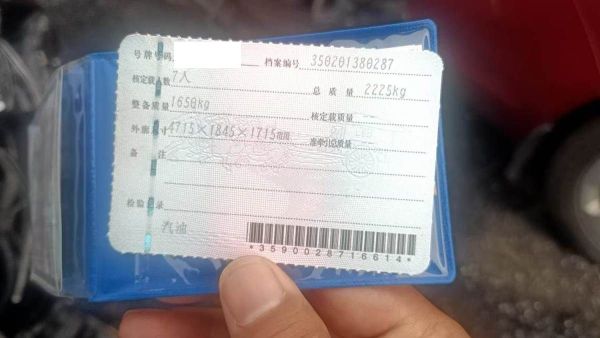 号牌号码 档案编号 350201380287
核定载人数 7人 总质量 2225kg
整备质量 1650kg 核定载质量
外廓尺寸 4715×1845×1715mm 准牵引总质量
备注
检验记录
汽油
*3590028716614*